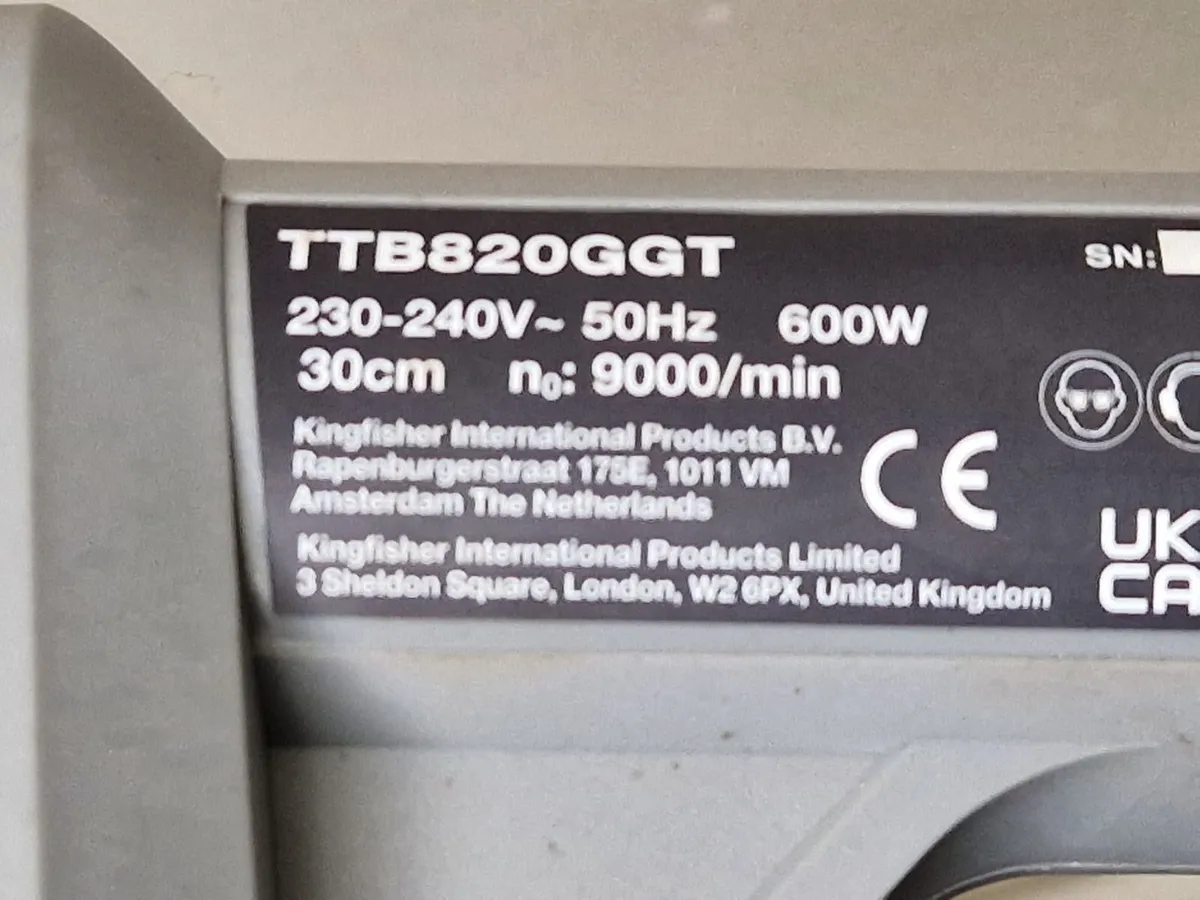 TTB820GGT
SN:
230-240V~ 50Hz 600W
30cm n₀: 9000/min
Kingfisher International Products B.V.
Rapenburgerstraat 175E, 1011 VM
Amsterdam The Netherlands
CE
UK
CA
Kingfisher International Products Limited
3 Sheldon Square, London, W2 6PX, United Kingdom